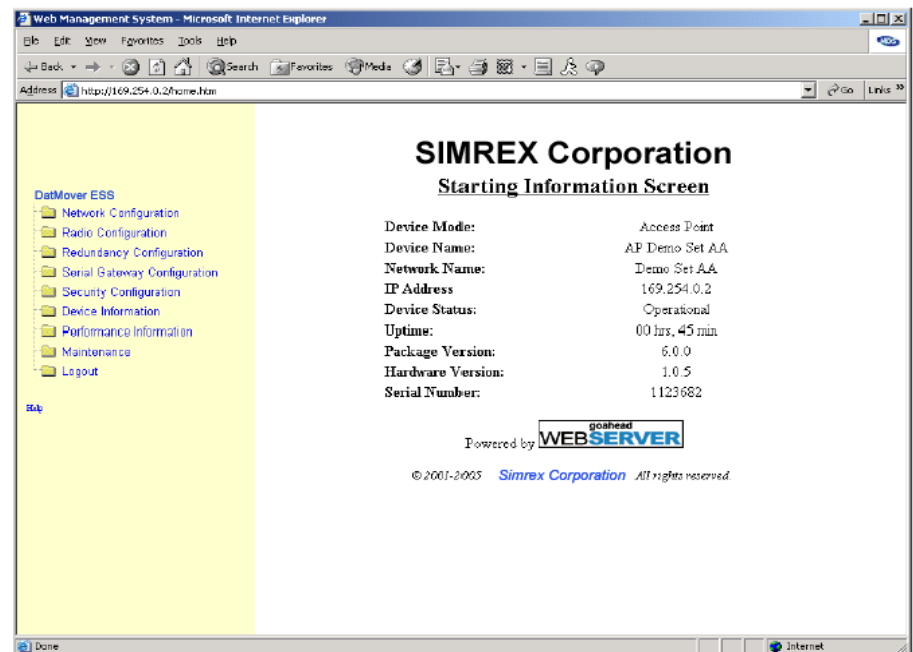 Web Management System - Microsoft Internet Explorer
File Edit View Favorites Tools Help
Back Search Favorites Media
Address http://169.254.0.2/home.htm Go Links »
SIMREX Corporation
Starting Information Screen
DatMover ESS
Network Configuration
Radio Configuration
Redundancy Configuration
Serial Gateway Configuration
Security Configuration
Device Information
Performance Information
Maintenance
Logout
Help
Device Mode: Access Point
Device Name: AP Demo Set AA
Network Name: Demo Set AA
IP Address 169.254.0.2
Device Status: Operational
Uptime: 00 hrs, 45 min
Package Version: 6.0.0
Hardware Version: 1.0.5
Serial Number: 1123682
Powered by goahead WEBSERVER
© 2001-2005 Simrex Corporation All rights reserved.
Done Internet